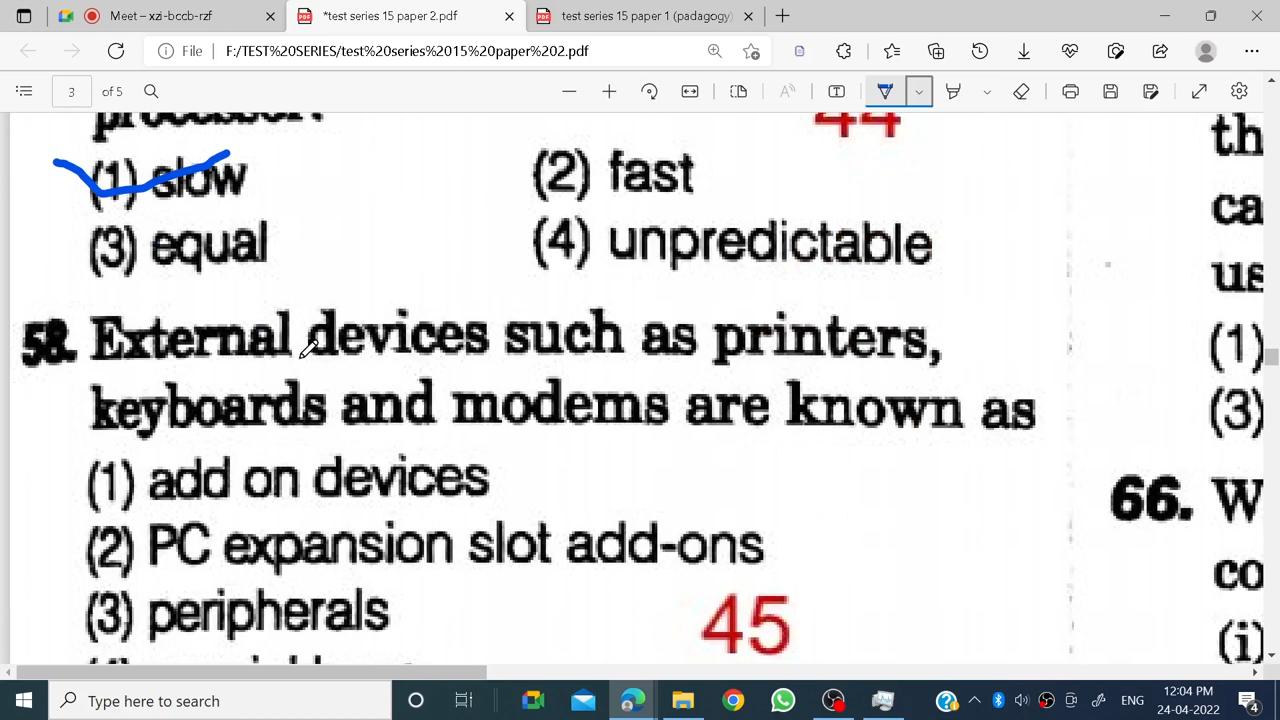 Meet – xzi-bccb-rzf
*test series 15 paper 2.pdf
test series 15 paper 1 (padagogy)
File
F:/TEST%20SERIES/test%20series%2015%20paper%202.pdf
3 of 5
processor.
44
(1) slow
(2) fast
(3) equal
(4) unpredictable
58. External devices such as printers,
keyboards and modems are known as
(1) add on devices
(2) PC expansion slot add-ons
(3) peripherals
45
th
ca
us
(1)
(3)
66. W
co
(i)
Type here to search
ENG
12:04 PM
24-04-2022
4